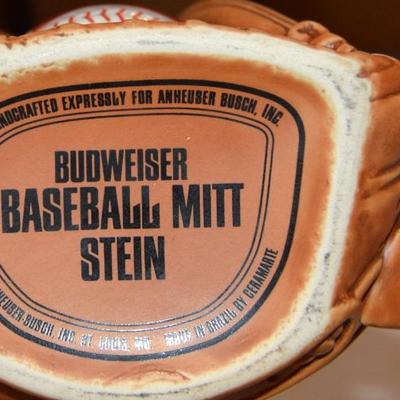 HANDCRAFTED EXPRESSLY FOR ANHEUSER BUSCH, INC.
BUDWEISER
BASEBALL MITT
STEIN
ANHEUSER-BUSCH, INC. ST. LOUIS, MO. MADE IN BRAZIL BY CERAMARTE